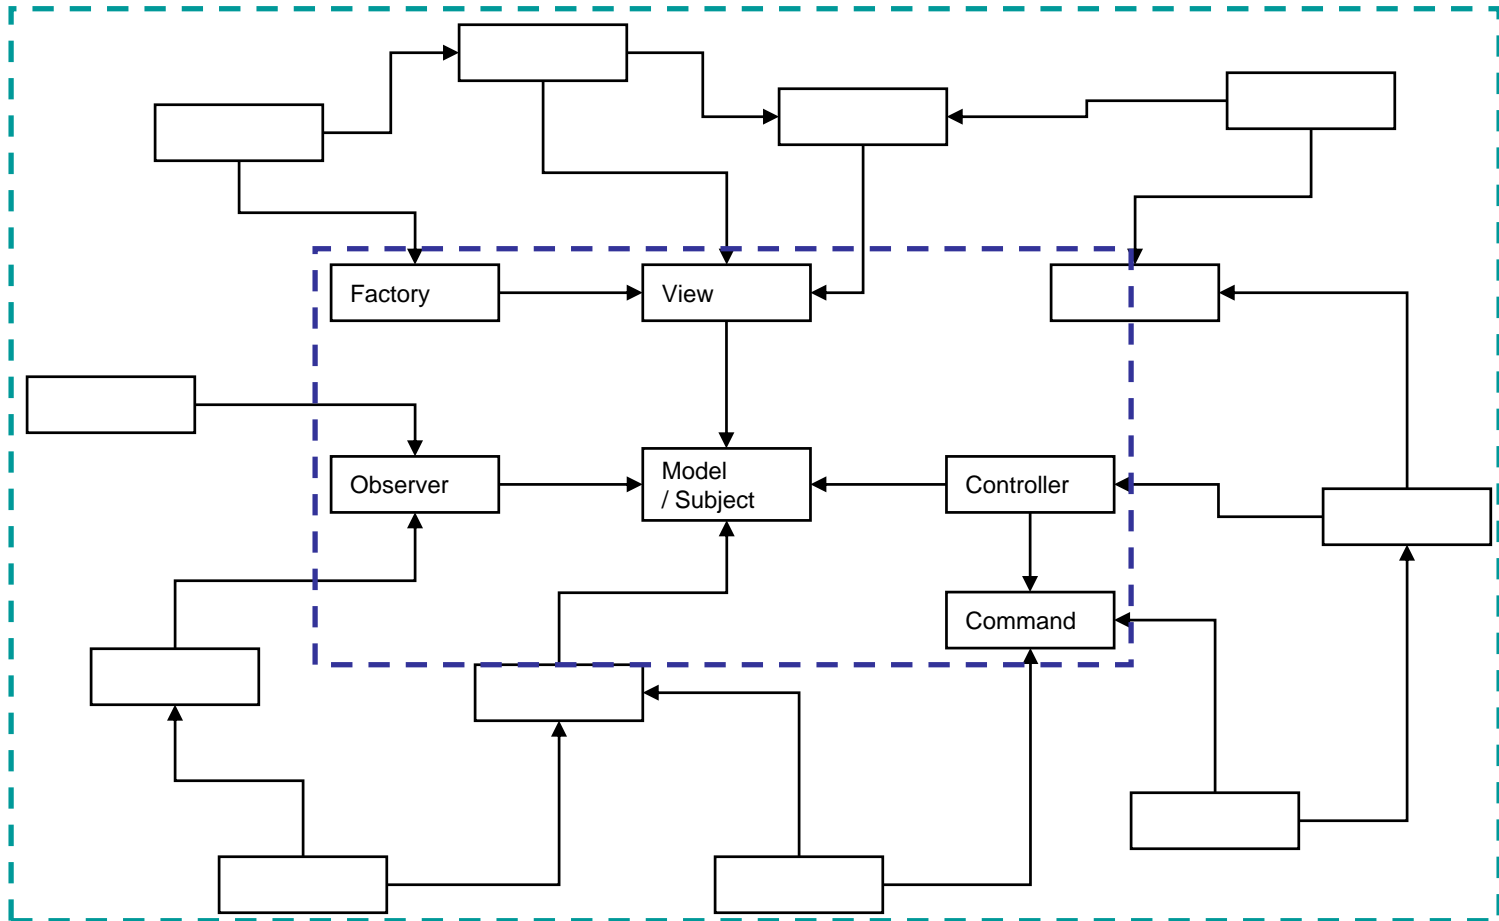 Factory
View
Observer
Model
/ Subject
Controller
Command